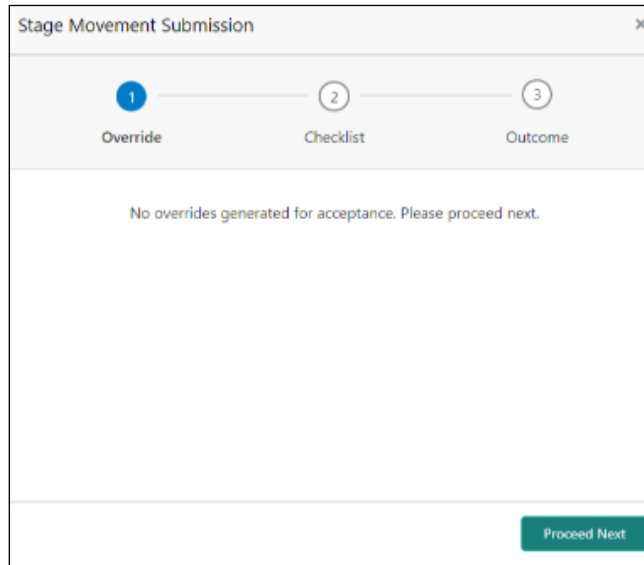 Stage Movement Submission ×
1 2 3
Override Checklist Outcome
No overrides generated for acceptance. Please proceed next.
Proceed Next